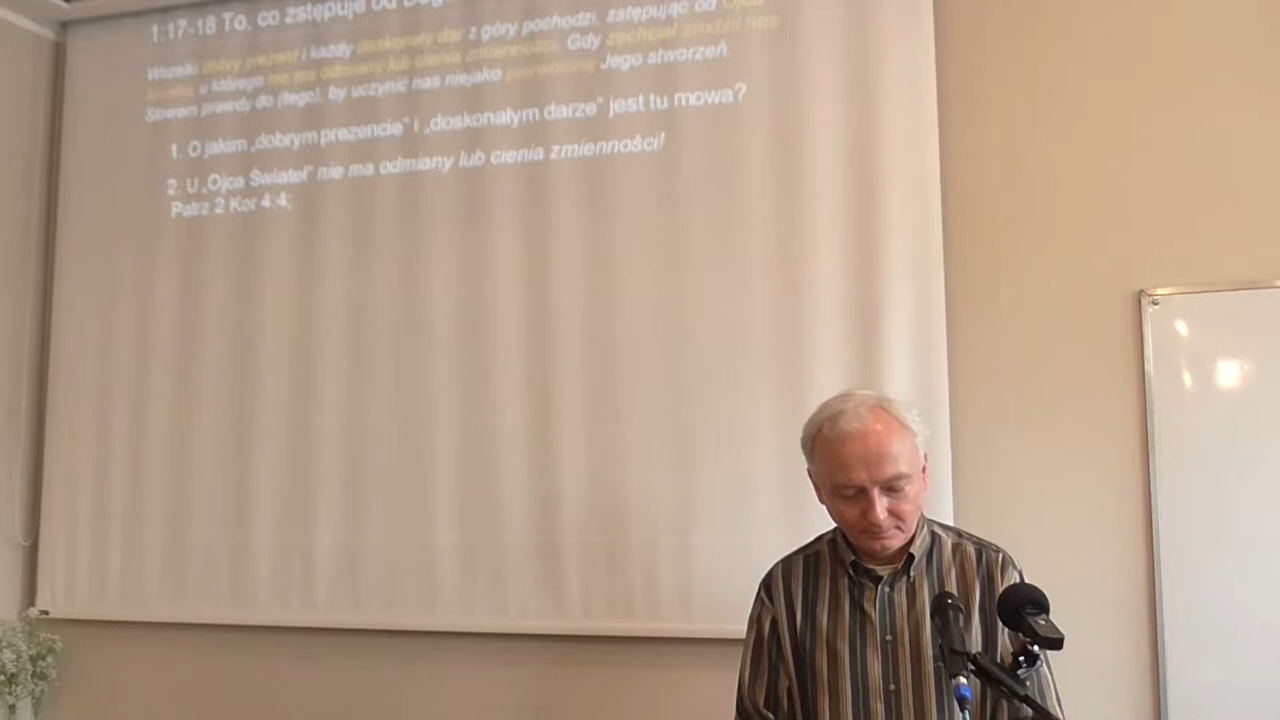 1:17-18 To, co zstępuje od
Wszelki dobry prezent i każdy doskonały dar z góry pochodzi, zstępując od Ojca
u którego nie ma odmiany lub cienia zmienności. Gdy zechciał zrodził nas
Słowem prawdy do (tego), by uczynić nas niejako Jego stworzeń.
1. O jakim „dobrym prezencie” i „doskonałym darze” jest tu mowa?
2. U „Ojca Świateł” nie ma odmiany lub cienia zmienności!
Patrz 2 Kor 4:4;